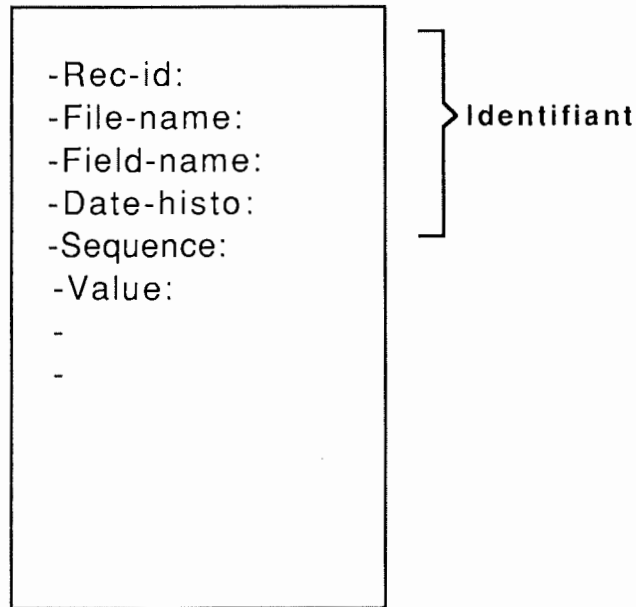 -Rec-id:
-File-name:
-Field-name:
-Date-histo:
-Sequence:
-Value:
-
-
Identifiant